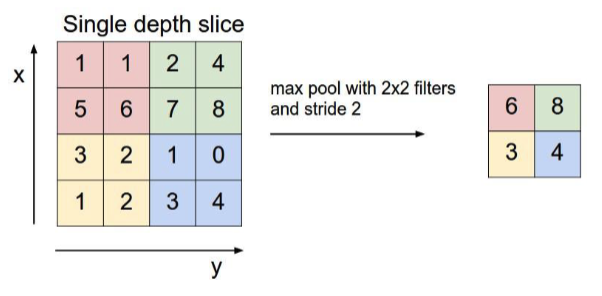 Single depth slice
x
1 1 2 4
5 6 7 8
3 2 1 0
1 2 3 4
y
max pool with 2x2 filters
and stride 2
6 8
3 4